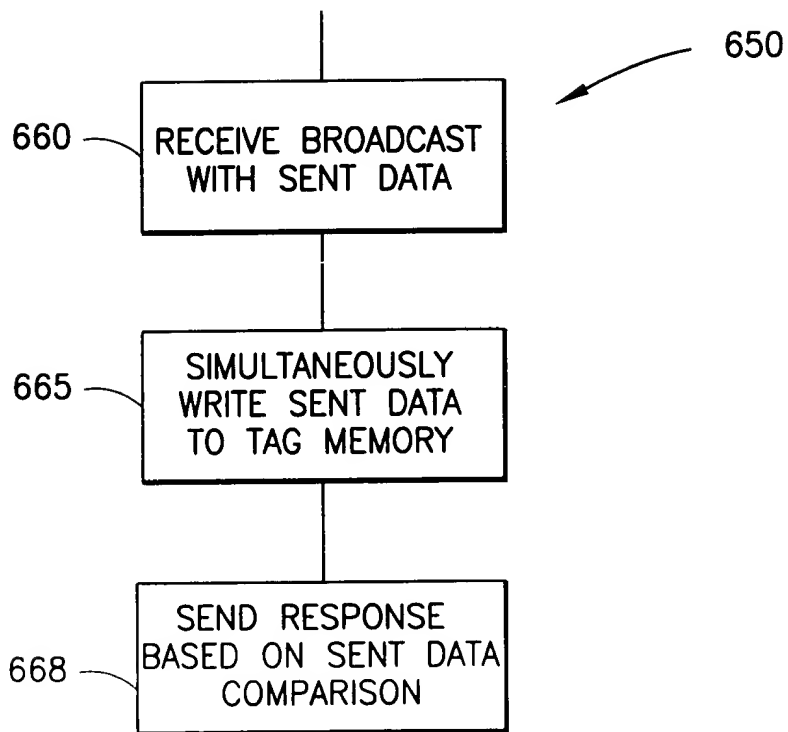 650
660
RECEIVE BROADCAST
WITH SENT DATA
665
SIMULTANEOUSLY
WRITE SENT DATA
TO TAG MEMORY
668
SEND RESPONSE
BASED ON SENT DATA
COMPARISON